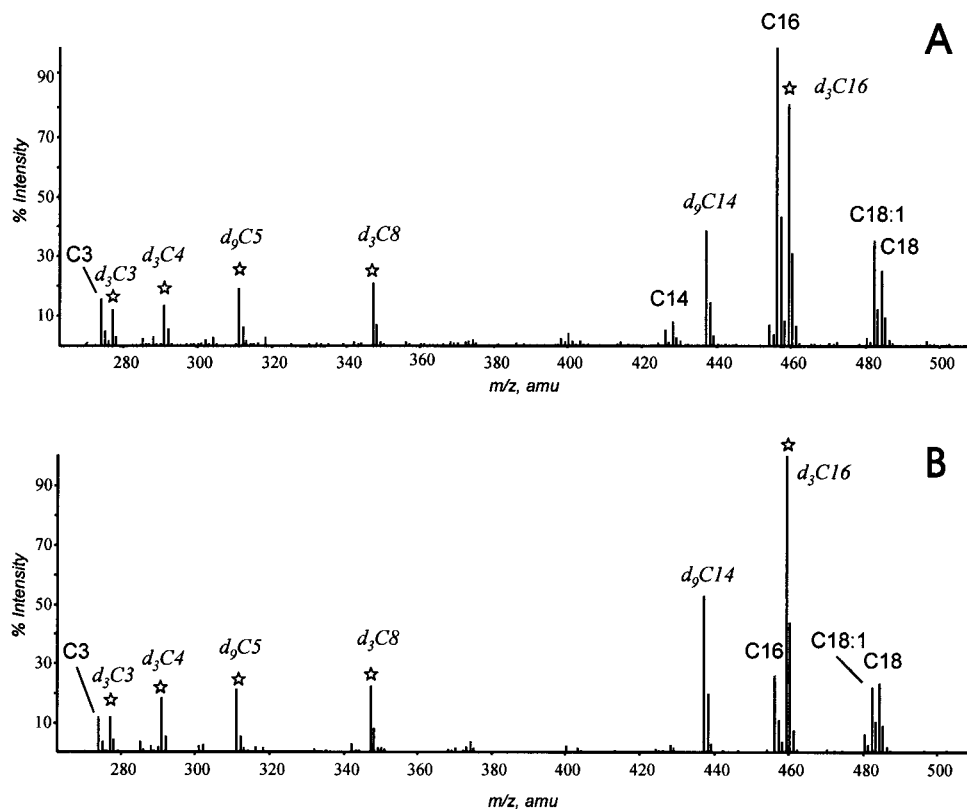 A
C16
☆ d₃C16
90
70
50
30
10
% Intensity
C3
d₃C3
☆
d₃C4
☆
d₉C5
☆
d₃C8
☆
C14
d₉C14
C18:1
C18
280 300 320 340 360 380 400 420 440 460 480 500
m/z, amu
B
☆
d₃C16
90
70
50
30
10
% Intensity
C3
d₃C3
☆
d₃C4
☆
d₉C5
☆
d₃C8
☆
d₉C14
C16
C18:1
C18
280 300 320 340 360 380 400 420 440 460 480 500
m/z, amu